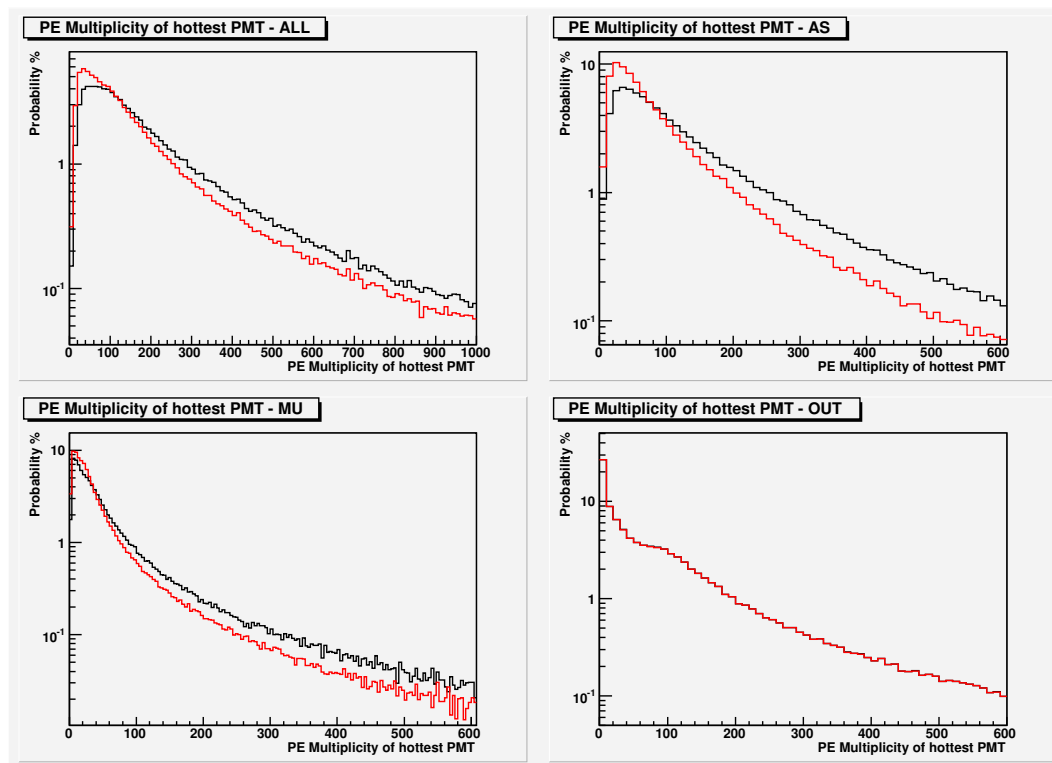 PE Multiplicity of hottest PMT - ALL
Probability %
1
10-1
0 100 200 300 400 500 600 700 800 900 1000
PE Multiplicity of hottest PMT
PE Multiplicity of hottest PMT - AS
Probability %
10
1
10-1
0 100 200 300 400 500 600
PE Multiplicity of hottest PMT
PE Multiplicity of hottest PMT - MU
Probability %
10
1
10-1
0 100 200 300 400 500 600
PE Multiplicity of hottest PMT
PE Multiplicity of hottest PMT - OUT
Probability %
10
1
10-1
0 100 200 300 400 500 600
PE Multiplicity of hottest PMT